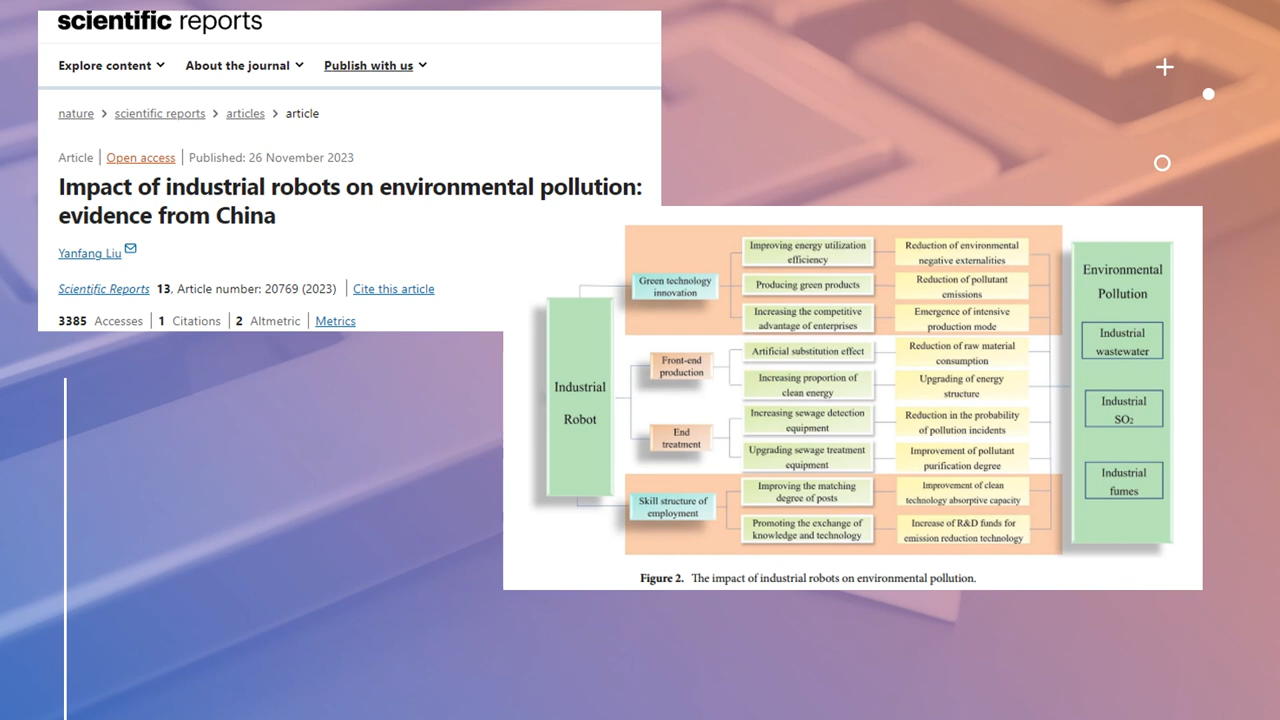 scientific reports
Explore content
About the journal
Publish with us
nature > scientific reports > articles > article
Article | Open access | Published: 26 November 2023
Impact of industrial robots on environmental pollution:
evidence from China
Yanfang Liu
Scientific Reports 13, Article number: 20769 (2023) | Cite this article
3385 Accesses | 1 Citations | 2 Altmetric | Metrics
Industrial
Robot
Green technology
innovation
Front-end
production
End
treatment
Skill structure of
employment
Improving energy utilization
efficiency
Producing green products
Increasing the competitive
advantage of enterprises
Artificial substitution effect
Increasing proportion of
clean energy
Increasing sewage detection
equipment
Upgrading sewage treatment
equipment
Improving the matching
degree of posts
Promoting the exchange of
knowledge and technology
Reduction of environmental
negative externalities
Reduction of pollutant
emissions
Emergence of intensive
production mode
Reduction of raw material
consumption
Upgrading of energy
structure
Reduction in the probability
of pollution incidents
Improvement of pollutant
purification degree
Improvement of clean
technology absorptive capacity
Increase of R&D funds for
emission reduction technology
Environmental
Pollution
Industrial
wastewater
Industrial
SO₂
Industrial
fumes
Figure 2. The impact of industrial robots on environmental pollution.